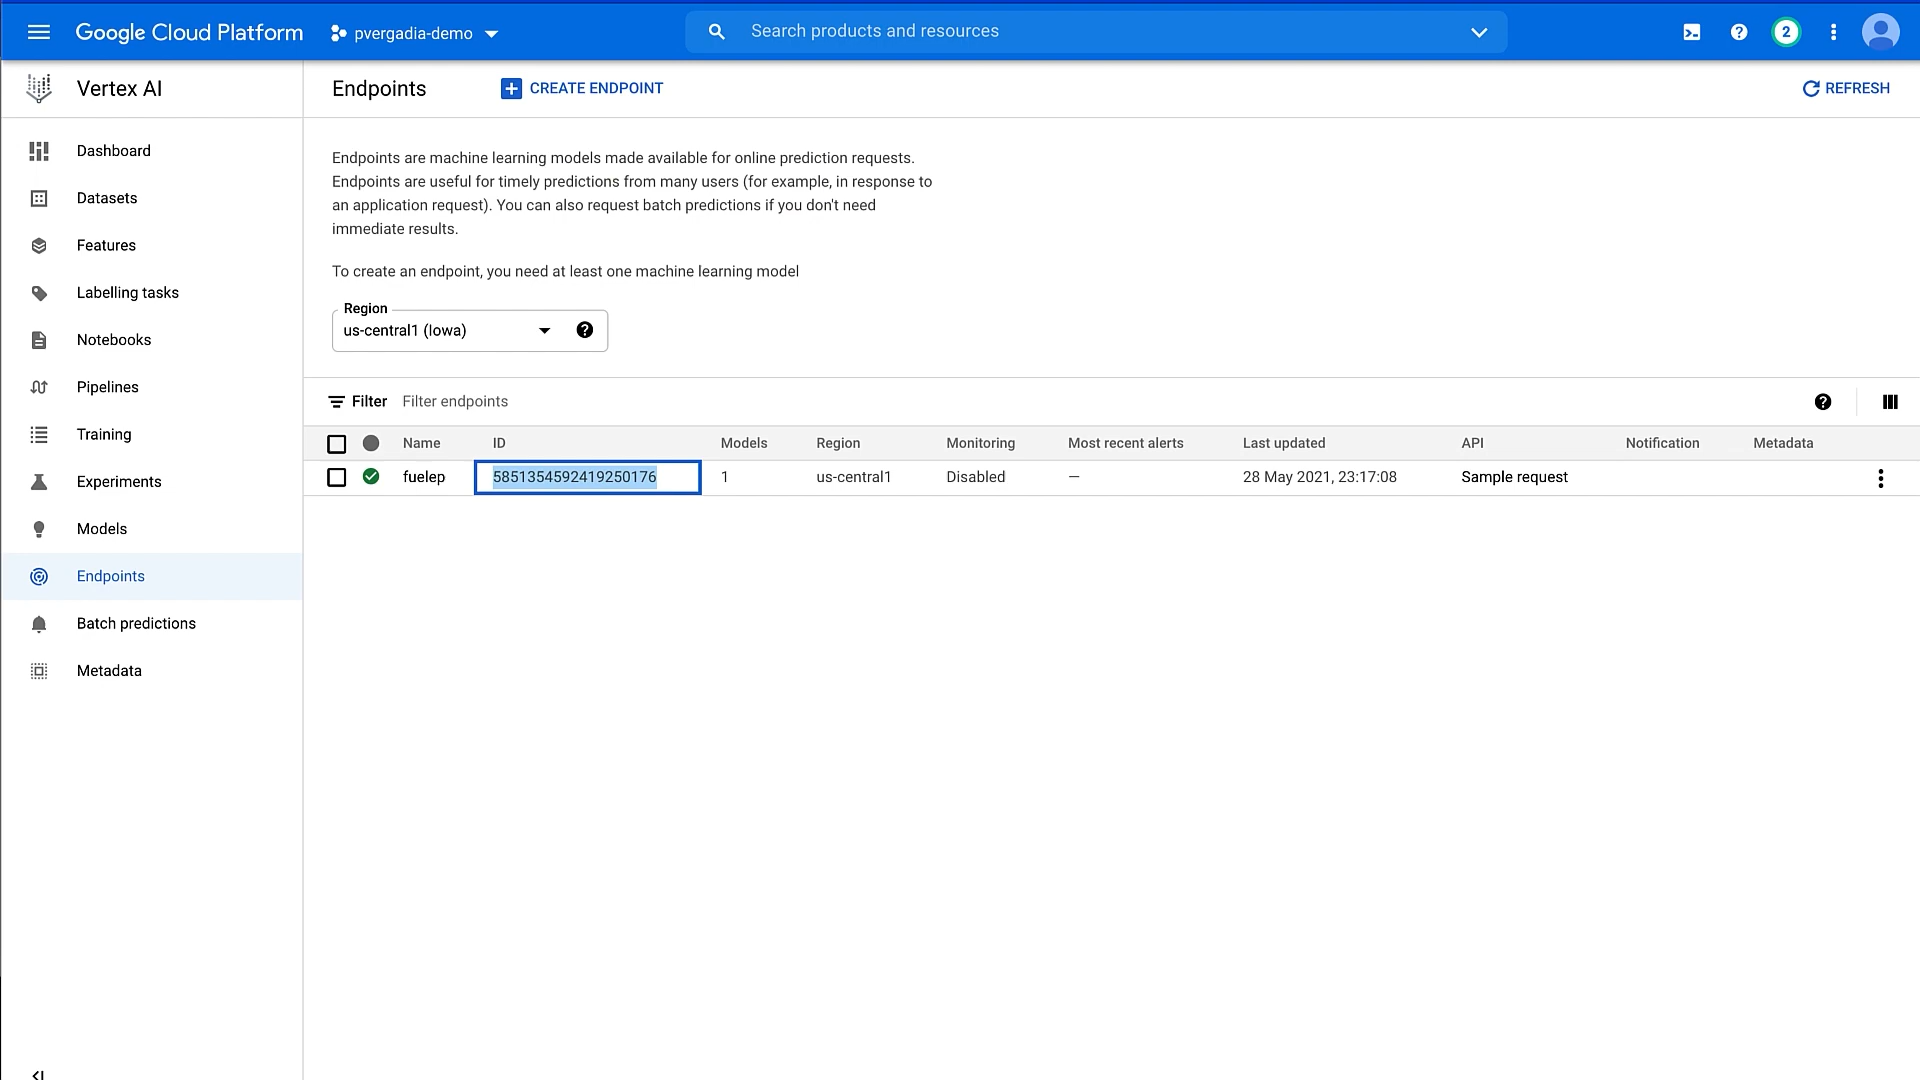 Google Cloud Platform
pvergadia-demo
Search products and resources
2
Vertex AI
Endpoints
CREATE ENDPOINT
REFRESH
Dashboard
Datasets
Features
Labelling tasks
Notebooks
Pipelines
Training
Experiments
Models
Endpoints
Batch predictions
Metadata
Endpoints are machine learning models made available for online prediction requests.
Endpoints are useful for timely predictions from many users (for example, in response to
an application request). You can also request batch predictions if you don't need
immediate results.
To create an endpoint, you need at least one machine learning model
Region
us-central1 (Iowa)
Filter Filter endpoints
Name ID Models Region Monitoring Most recent alerts Last updated API Notification Metadata
fuelep 5851354592419250176 1 us-central1 Disabled — 28 May 2021, 23:17:08 Sample request